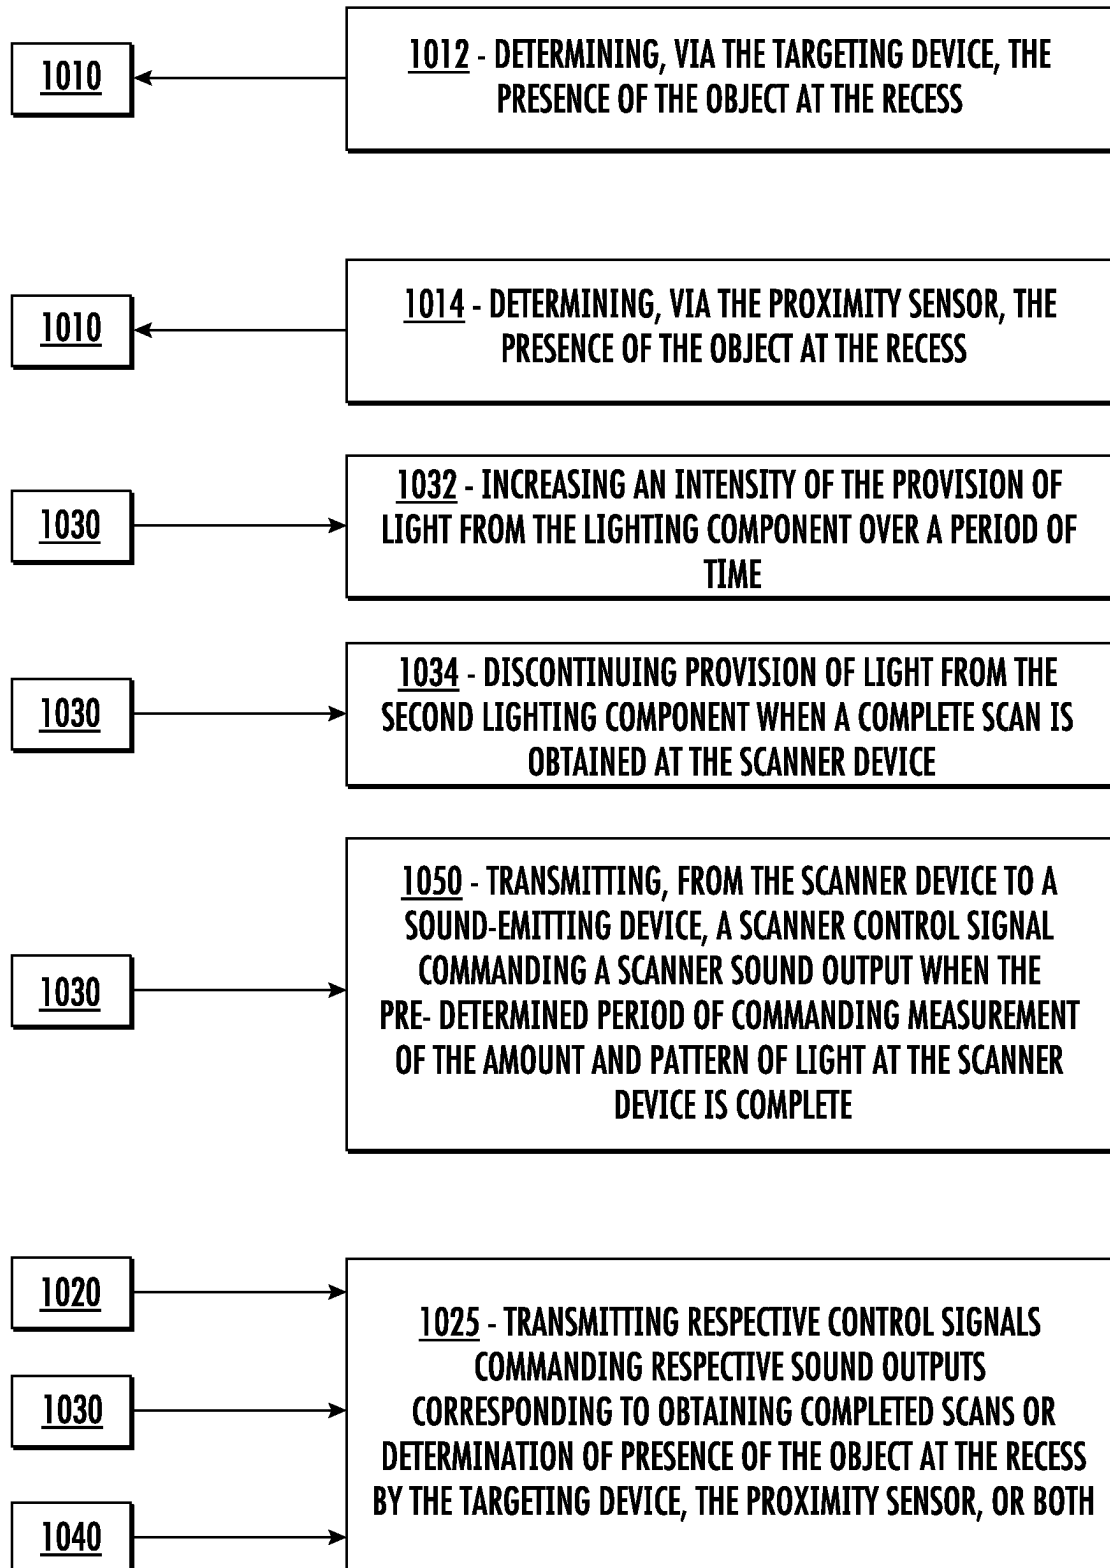 1010
1012 - DETERMINING, VIA THE TARGETING DEVICE, THE
PRESENCE OF THE OBJECT AT THE RECESS
1010
1014 - DETERMINING, VIA THE PROXIMITY SENSOR, THE
PRESENCE OF THE OBJECT AT THE RECESS
1030
1032 - INCREASING AN INTENSITY OF THE PROVISION OF
LIGHT FROM THE LIGHTING COMPONENT OVER A PERIOD OF
TIME
1030
1034 - DISCONTINUING PROVISION OF LIGHT FROM THE
SECOND LIGHTING COMPONENT WHEN A COMPLETE SCAN IS
OBTAINED AT THE SCANNER DEVICE
1030
1050 - TRANSMITTING, FROM THE SCANNER DEVICE TO A
SOUND-EMITTING DEVICE, A SCANNER CONTROL SIGNAL
COMMANDING A SCANNER SOUND OUTPUT WHEN THE
PRE- DETERMINED PERIOD OF COMMANDING MEASUREMENT
OF THE AMOUNT AND PATTERN OF LIGHT AT THE SCANNER
DEVICE IS COMPLETE
1020
1030
1040
1025 - TRANSMITTING RESPECTIVE CONTROL SIGNALS
COMMANDING RESPECTIVE SOUND OUTPUTS
CORRESPONDING TO OBTAINING COMPLETED SCANS OR
DETERMINATION OF PRESENCE OF THE OBJECT AT THE RECESS
BY THE TARGETING DEVICE, THE PROXIMITY SENSOR, OR BOTH